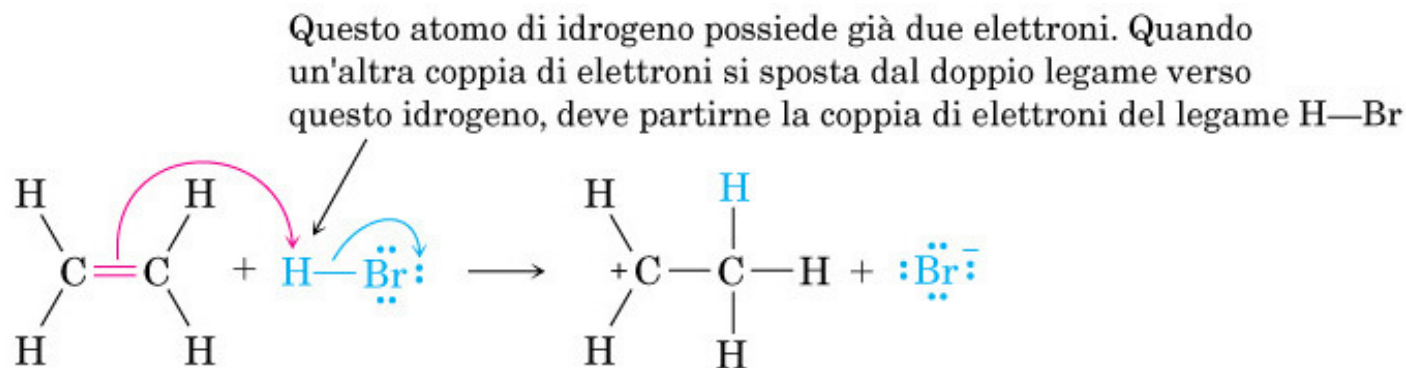 Questo atomo di idrogeno possiede già due elettroni. Quando
un'altra coppia di elettroni si sposta dal doppio legame verso
questo idrogeno, deve partirne la coppia di elettroni del legame H—Br
H H H H
C=C + H—Br: ⟶ +C—C—H + :Br:⁻
H H H H